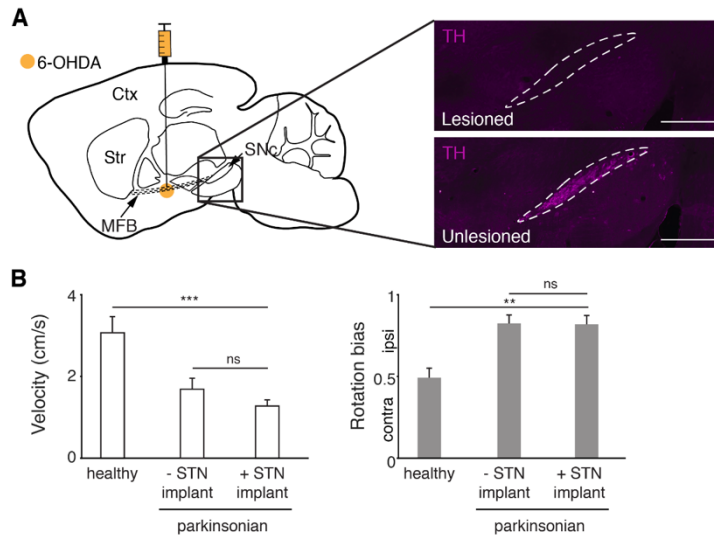 A
6-OHDA
Ctx
Str
SNc
MFB
TH
Lesioned
TH
Unlesioned
B
Velocity (cm/s)
4
2
0
***
ns
healthy
- STN implant
+ STN implant
parkinsonian
Rotation bias
contra
ipsi
1
0.5
0
ns
**
healthy
- STN implant
+ STN implant
parkinsonian